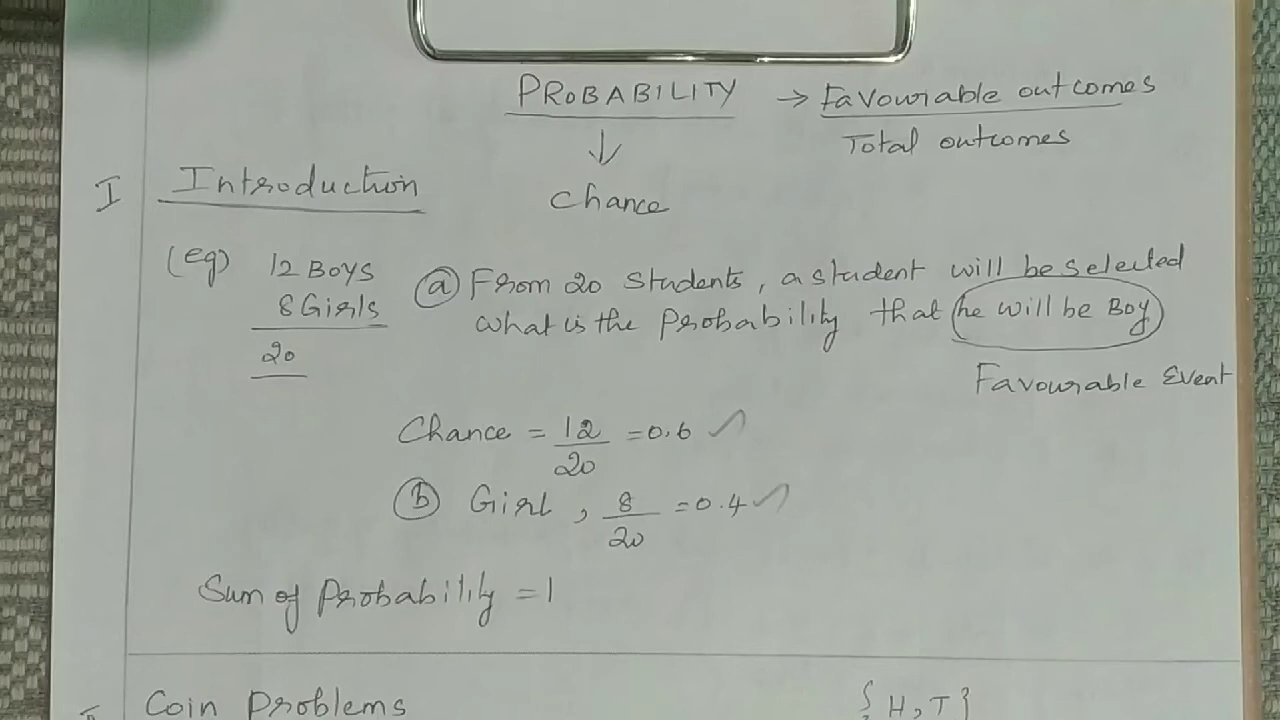 PROBABILITY → Favourable outcomes
Total outcomes
↓
Chance
I Introduction
(eg) 12 Boys
8 Girls
20
(a) From 20 Students, a student will be selected
what is the Probability that he will be Boy
Favourable Event
Chance = 12/20 = 0.6
(b) Girl, 8/20 = 0.4
Sum of Probability = 1
Coin Problems {H, T}